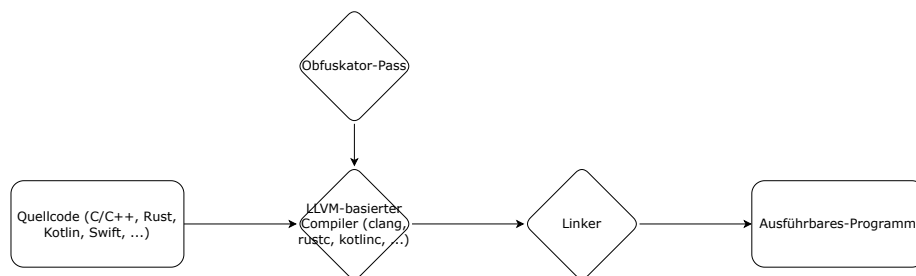 Obfuskator-Pass
Quellcode (C/C++, Rust,
Kotlin, Swift, ...)
LLVM-basierter
Compiler (clang,
rustc, kotlinc, ...)
Linker
Ausführbares-Programm